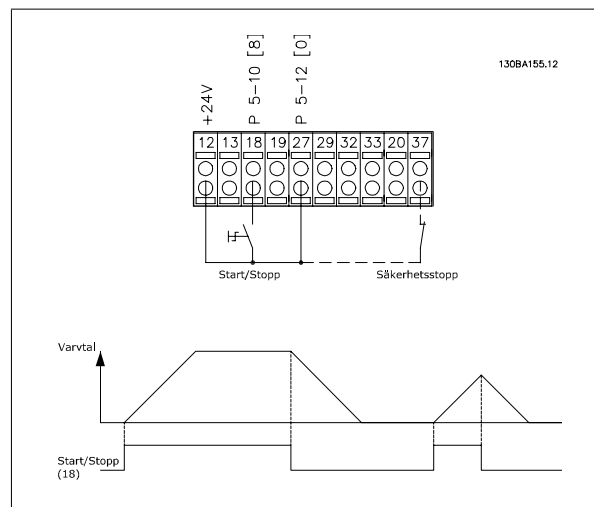 130BA155.12
+24V
P 5-10 [8]
P 5-12 [0]
12 13 18 19 27 29 32 33 20 37
Start/Stopp
Säkerhetsstopp
Varvtal
Start/Stopp
(18)